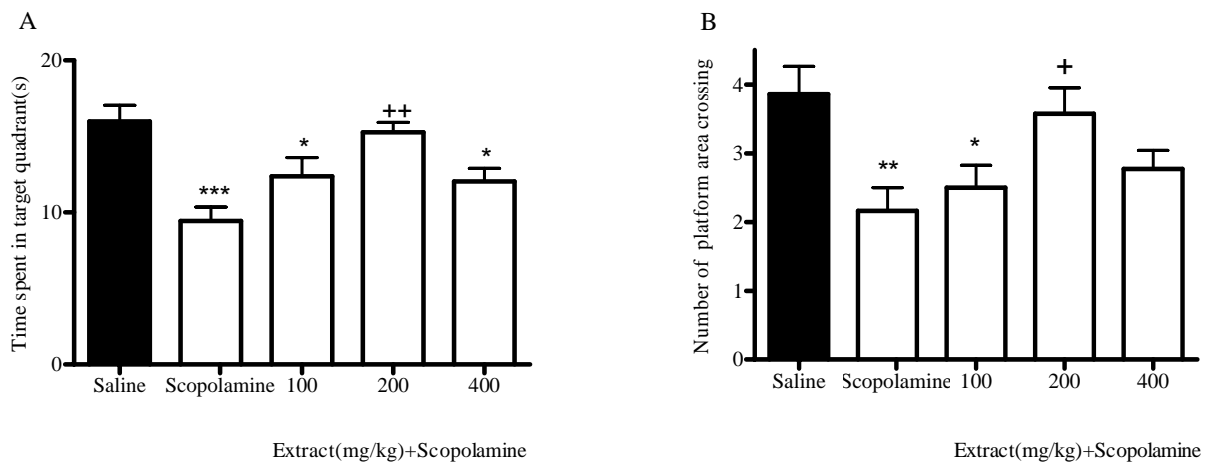 A
Time spent in target quadrant(s)
20
10
0
***
*
++
*
Saline
Scopolamine
100
200
400
Extract(mg/kg)+Scopolamine
B
Number of platform area crossing
4
3
2
1
0
**
*
+
Saline
Scopolamine
100
200
400
Extract(mg/kg)+Scopolamine